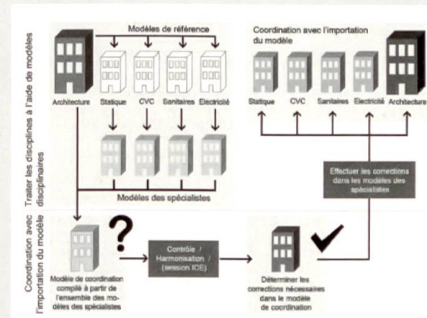 Modèles de référence
Architecture
Statique
CVC
Sanitaires
Electricité
Modèles des spécialistes
Traiter les disciplines à l'aide de modèles
disciplinaires
Coordination avec l'importation
du modèle
Statique
CVC
Sanitaires
Electricité
Architecture
Effectuer les corrections
dans les modèles des
spécialistes
Coordination avec
l'importation du modèle
?
Modèle de coordination
compilé à partir de
l'ensemble des mo-
dèles des spécialistes
Contrôle /
Harmonisation /
(session ICE)
Déterminer les
corrections nécessaires
dans le modèle
de coordination